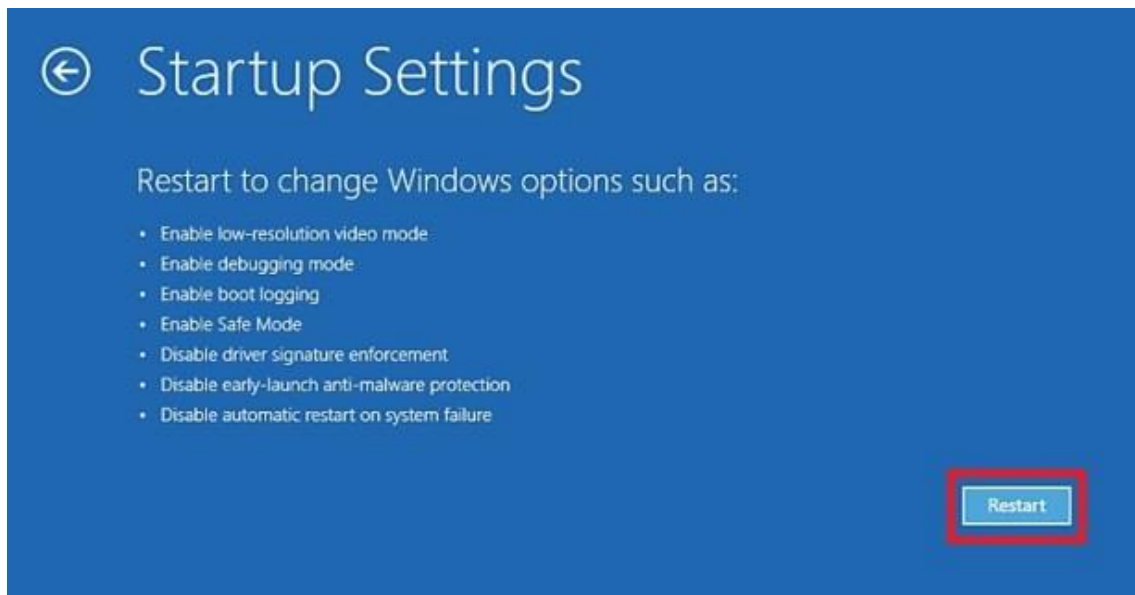 Startup Settings
Restart to change Windows options such as:
• Enable low-resolution video mode
• Enable debugging mode
• Enable boot logging
• Enable Safe Mode
• Disable driver signature enforcement
• Disable early-launch anti-malware protection
• Disable automatic restart on system failure
Restart